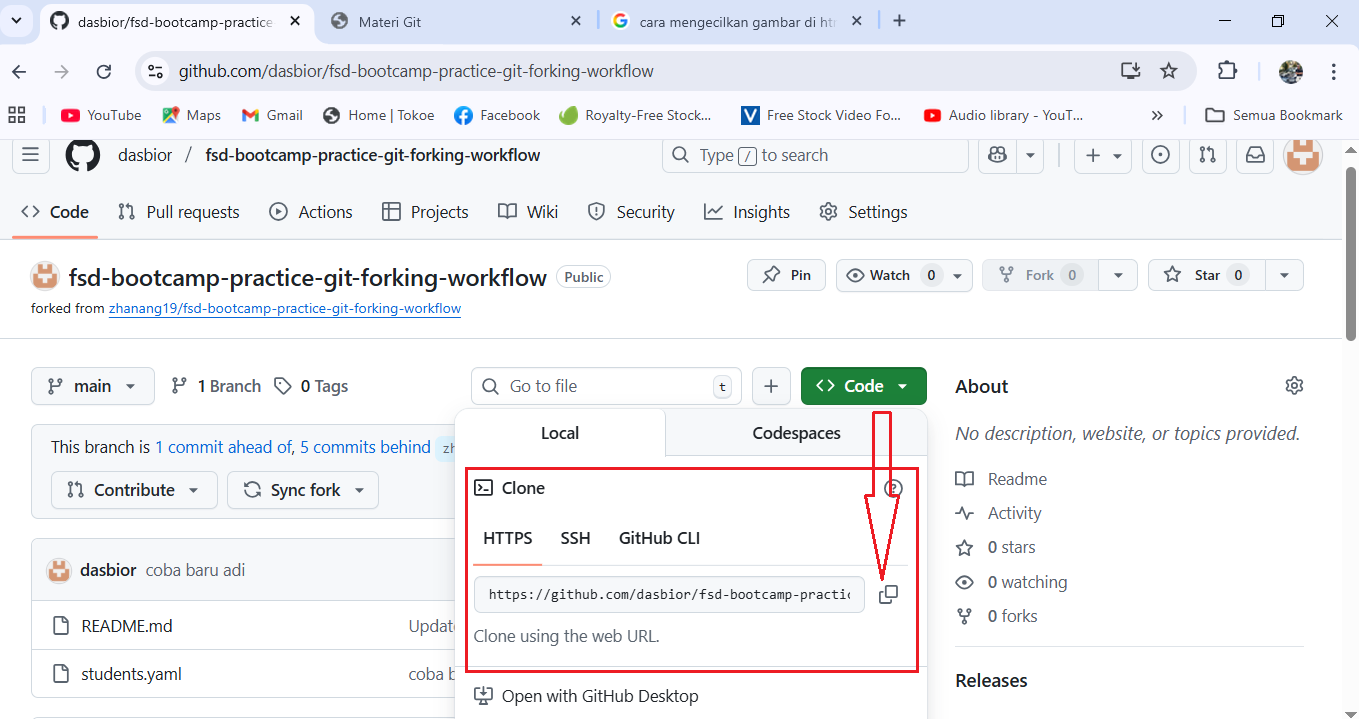 dasbior/fsd-bootcamp-practice
Materi Git
cara mengecilkan gambar di ht
github.com/dasbior/fsd-bootcamp-practice-git-forking-workflow
YouTube Maps Gmail Home | Tokoe Facebook Royalty-Free Stock... Free Stock Video Fo... Audio library - YouT... » Semua Bookmark
dasbior / fsd-bootcamp-practice-git-forking-workflow Type / to search
Code Pull requests Actions Projects Wiki Security Insights Settings
fsd-bootcamp-practice-git-forking-workflow Public Pin Watch 0 Fork 0 Star 0
forked from zhanang19/fsd-bootcamp-practice-git-forking-workflow
main 1 Branch 0 Tags Go to file t Code About
Local Codespaces
No description, website, or topics provided.
This branch is 1 commit ahead of, 5 commits behind zh
Contribute Sync fork
Clone
Readme
HTTPS SSH GitHub CLI
Activity
0 stars
dasbior coba baru adi
https://github.com/dasbior/fsd-bootcamp-practic
0 watching
0 forks
README.md Update
Clone using the web URL.
students.yaml coba b
Releases
Open with GitHub Desktop